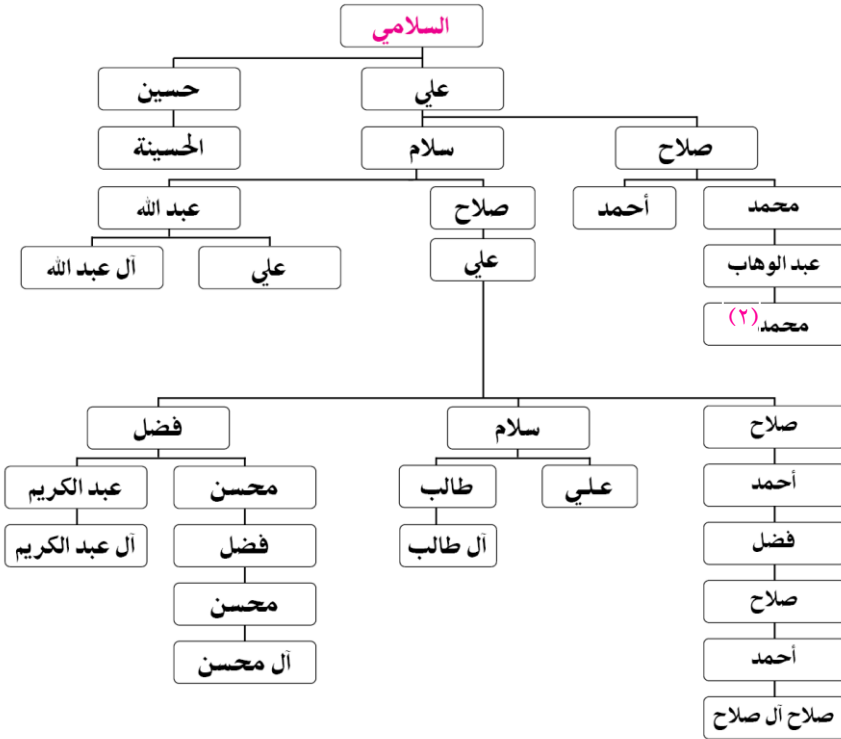 السلامي
علي
حسين
صلاح
سلام
الحسينة
محمد
أحمد
صلاح
عبد الله
عبد الوهاب
علي
علي
آل عبد الله
محمد (٢)
صلاح
سلام
فضل
أحمد
علي
طالب
محسن
عبد الكريم
فضل
آل طالب
فضل
آل عبد الكريم
صلاح
محسن
أحمد
آل محسن
صلاح آل صلاح